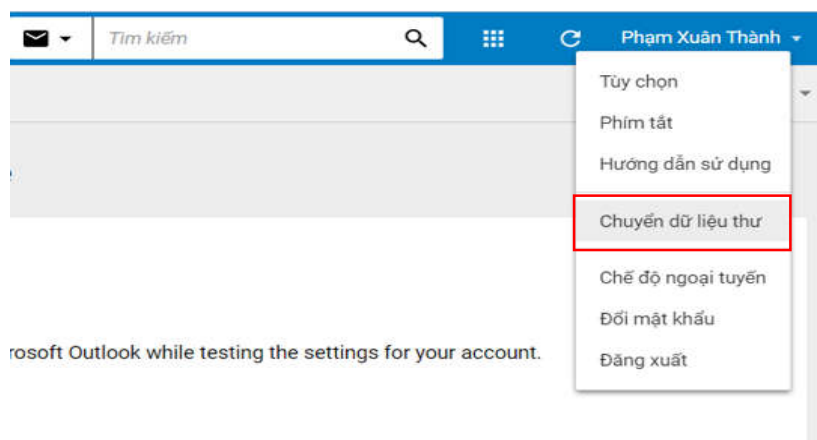 Tìm kiếm
Phạm Xuân Thành
Tùy chọn
Phím tắt
Hướng dẫn sử dụng
Chuyển dữ liệu thư
Chế độ ngoại tuyến
Đổi mật khẩu
Đăng xuất
rosoft Outlook while testing the settings for your account.